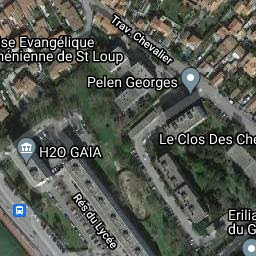 Trav. Chevalier
se Evangélique
nénienne de St Loup
Pelen Georges
Le Clos Des Che
H2O GAIA
Rés du Lycée
Erilia
du G